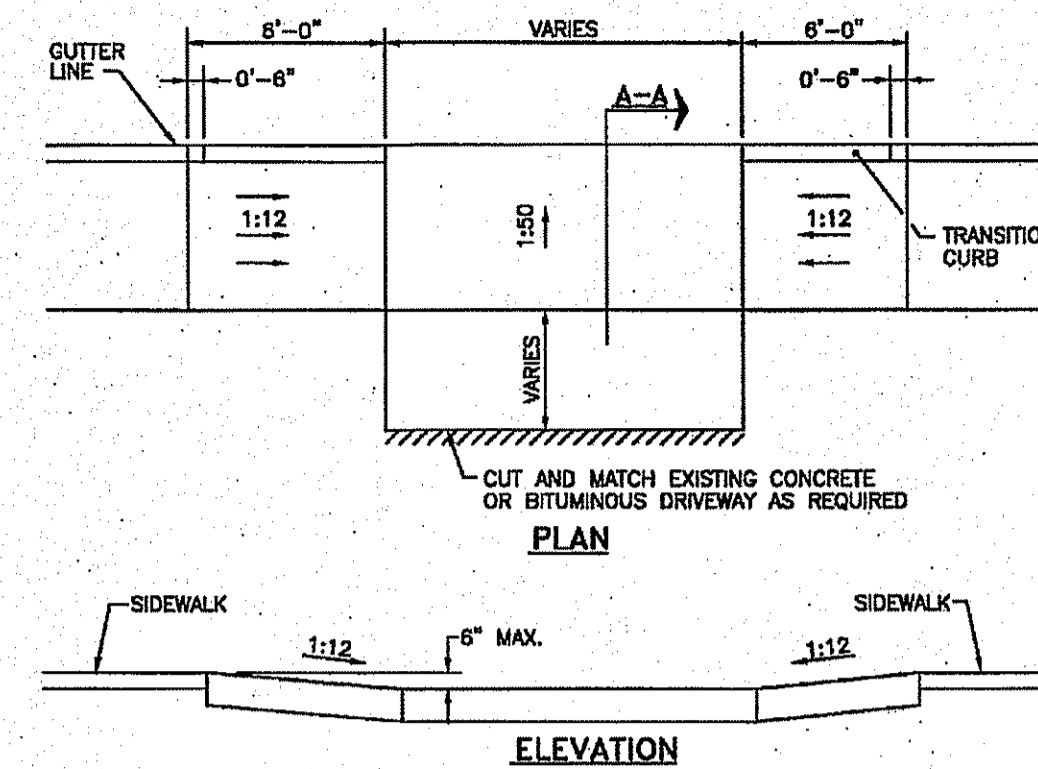 6'-0" VARIES 6'-0"
GUTTER
LINE
0'-6" 0'-6"
A-A
1:12 1:50 1:12
TRANSITIO
CURB
VARIES
CUT AND MATCH EXISTING CONCRETE
OR BITUMINOUS DRIVEWAY AS REQUIRED
PLAN
SIDEWALK SIDEWALK
1:12 6" MAX. 1:12
ELEVATION